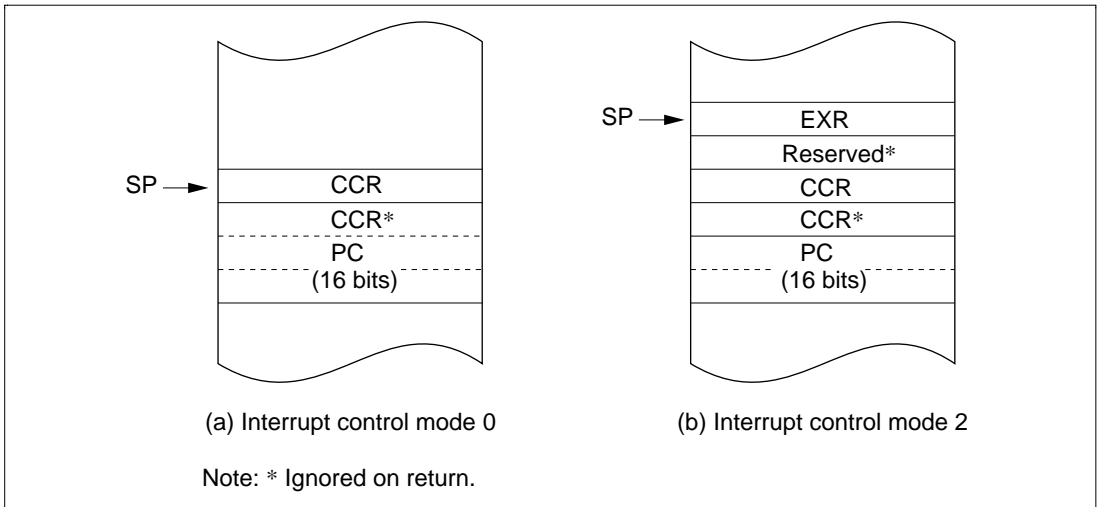 SP
CCR
CCR*
PC
(16 bits)
(a) Interrupt control mode 0
SP
EXR
Reserved*
CCR
CCR*
PC
(16 bits)
(b) Interrupt control mode 2
Note: * Ignored on return.